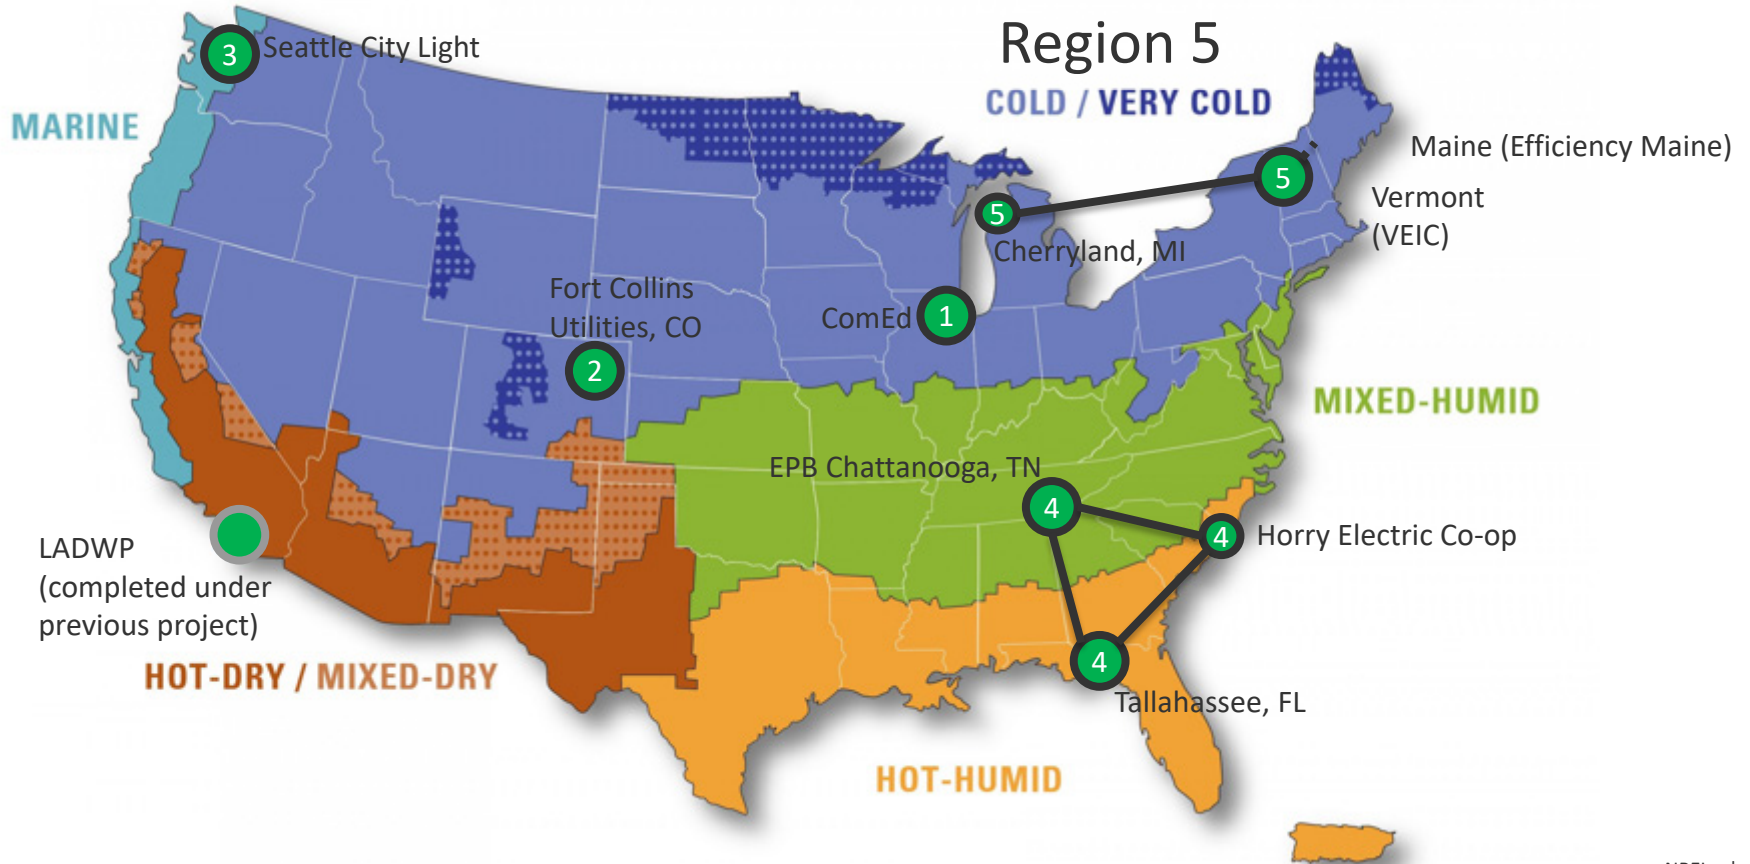 Region 5
COLD / VERY COLD
3
Seattle City Light
MARINE
Maine (Efficiency Maine)
5
Vermont
(VEIC)
5
Cherryland, MI
Fort Collins
Utilities, CO
ComEd
1
2
MIXED-HUMID
EPB Chattanooga, TN
4
4
Horry Electric Co-op
LADWP
(completed under
previous project)
4
HOT-DRY / MIXED-DRY
Tallahassee, FL
HOT-HUMID